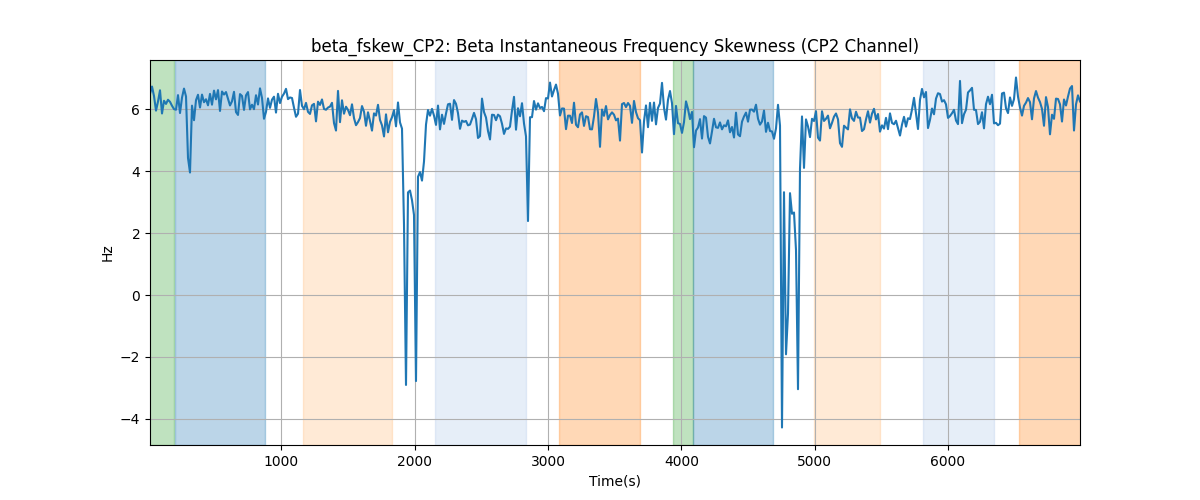 beta_fskew_CP2: Beta Instantaneous Frequency Skewness (CP2 Channel)
Hz
6
4
2
0
−2
−4
1000 2000 3000 4000 5000 6000
Time(s)